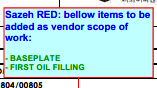 Sazeh RED: bellow items to be
added as vendor scope of
work:
- BASEPLATE
- FIRST OIL FILLING
804/00805